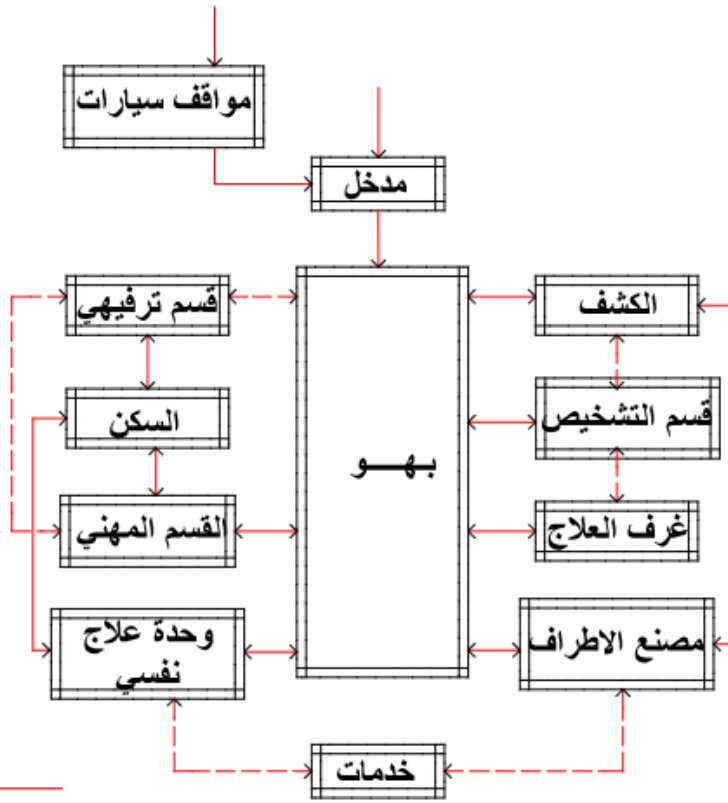 مواقف سيارات
مدخل
قسم ترفيهي
الكشف
السكن
قسم التشخيص
بهـــو
القسم المهني
غرف العلاج
وحدة علاج
نفسي
مصنع الاطراف
خدمات